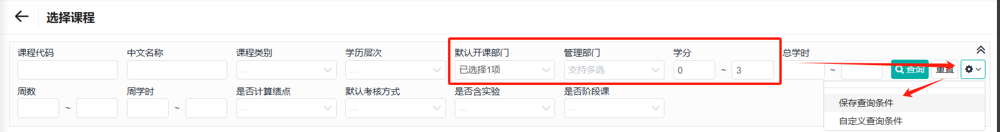 选择课程
课程代码 中文名称 课程类别 学历层次 默认开课部门 管理部门 学分 总学时
... ... 已选择1项 支持多选 0 ~ 3 ~ 查询 重置
周数 周学时 是否计算绩点 默认考核方式 是否含实验 是否阶段课
~ ~ ... ... ... ...
保存查询条件
自定义查询条件